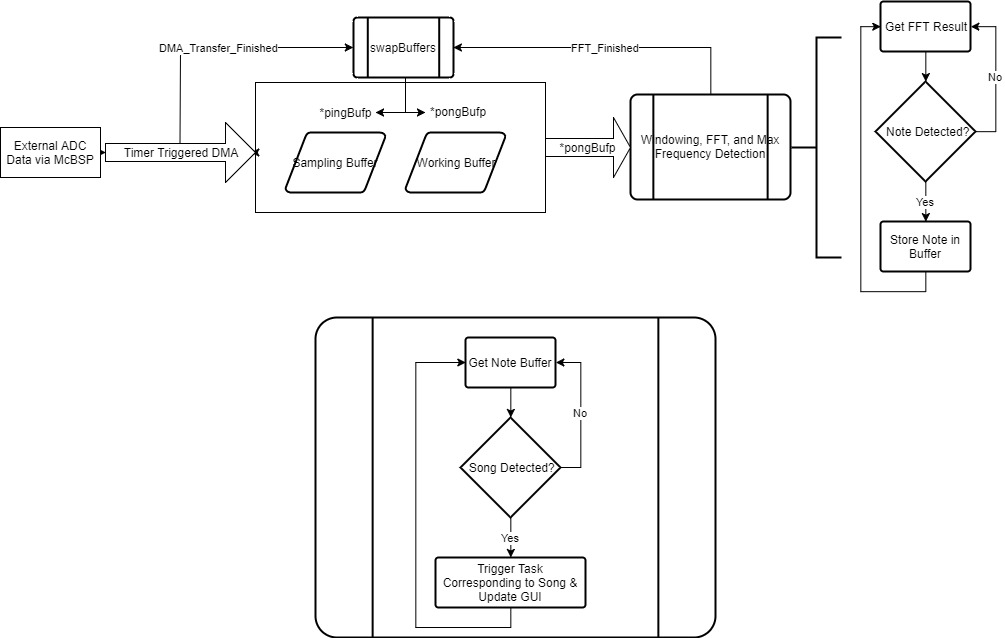 Get FFT Result
DMA_Transfer_Finished
swapBuffers
FFT_Finished
No
*pingBufp
*pongBufp
Note Detected?
External ADC
Data via McBSP
Timer Triggered DMA
Sampling Buffer
Working Buffer
*pongBufp
Windowing, FFT, and Max
Frequency Detection
Yes
Store Note in
Buffer
Get Note Buffer
No
Song Detected?
Yes
Trigger Task
Corresponding to Song &
Update GUI